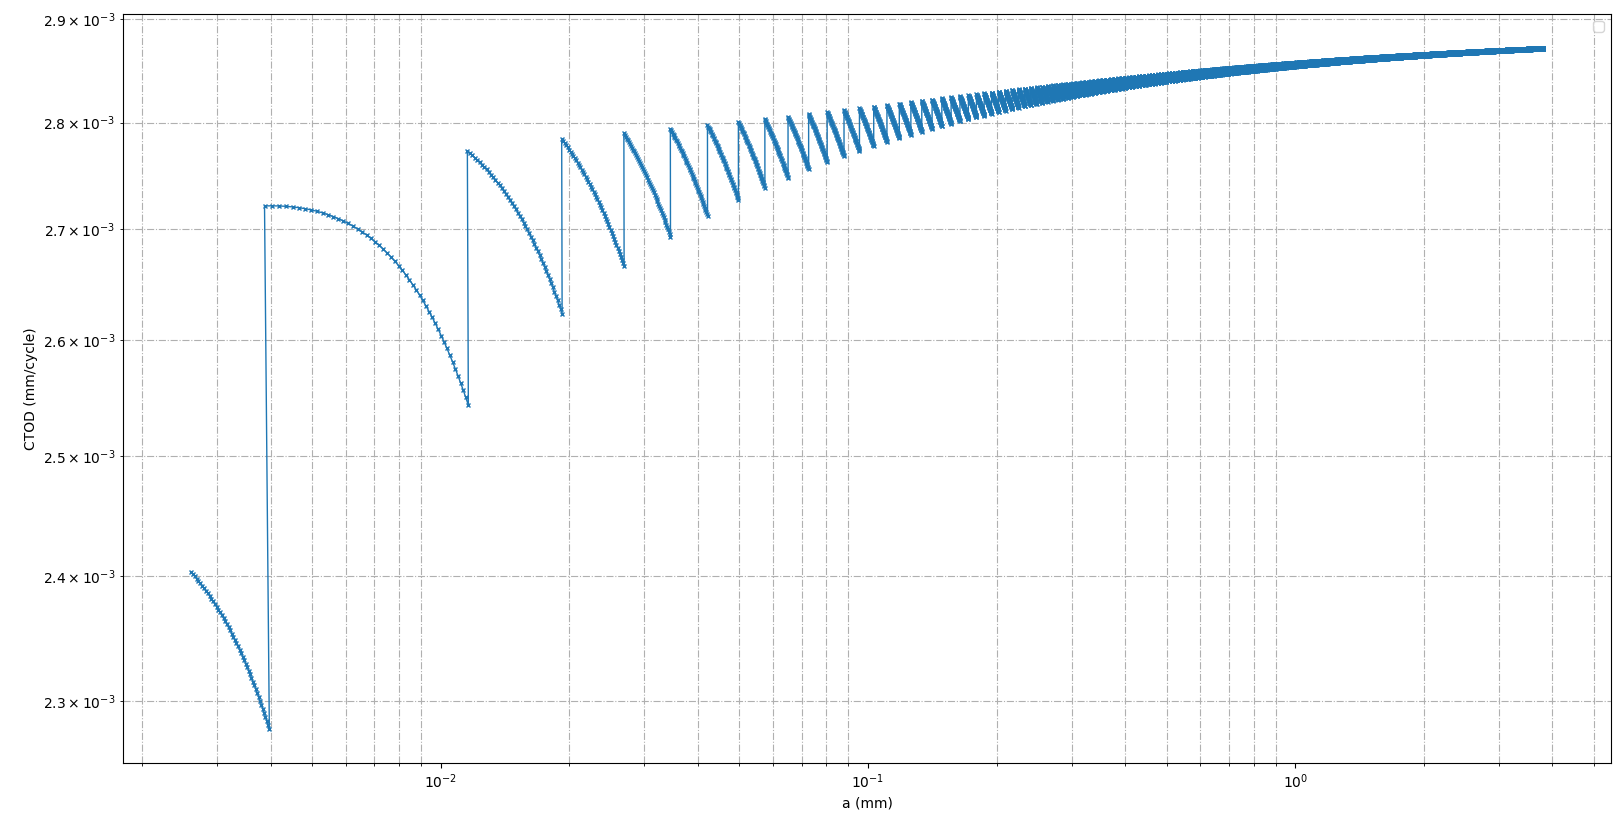 2.9 × 10⁻³
2.8 × 10⁻³
2.7 × 10⁻³
2.6 × 10⁻³
2.5 × 10⁻³
2.4 × 10⁻³
2.3 × 10⁻³
CTOD (mm/cycle)
10⁻² 10⁻¹ 10⁰
a (mm)